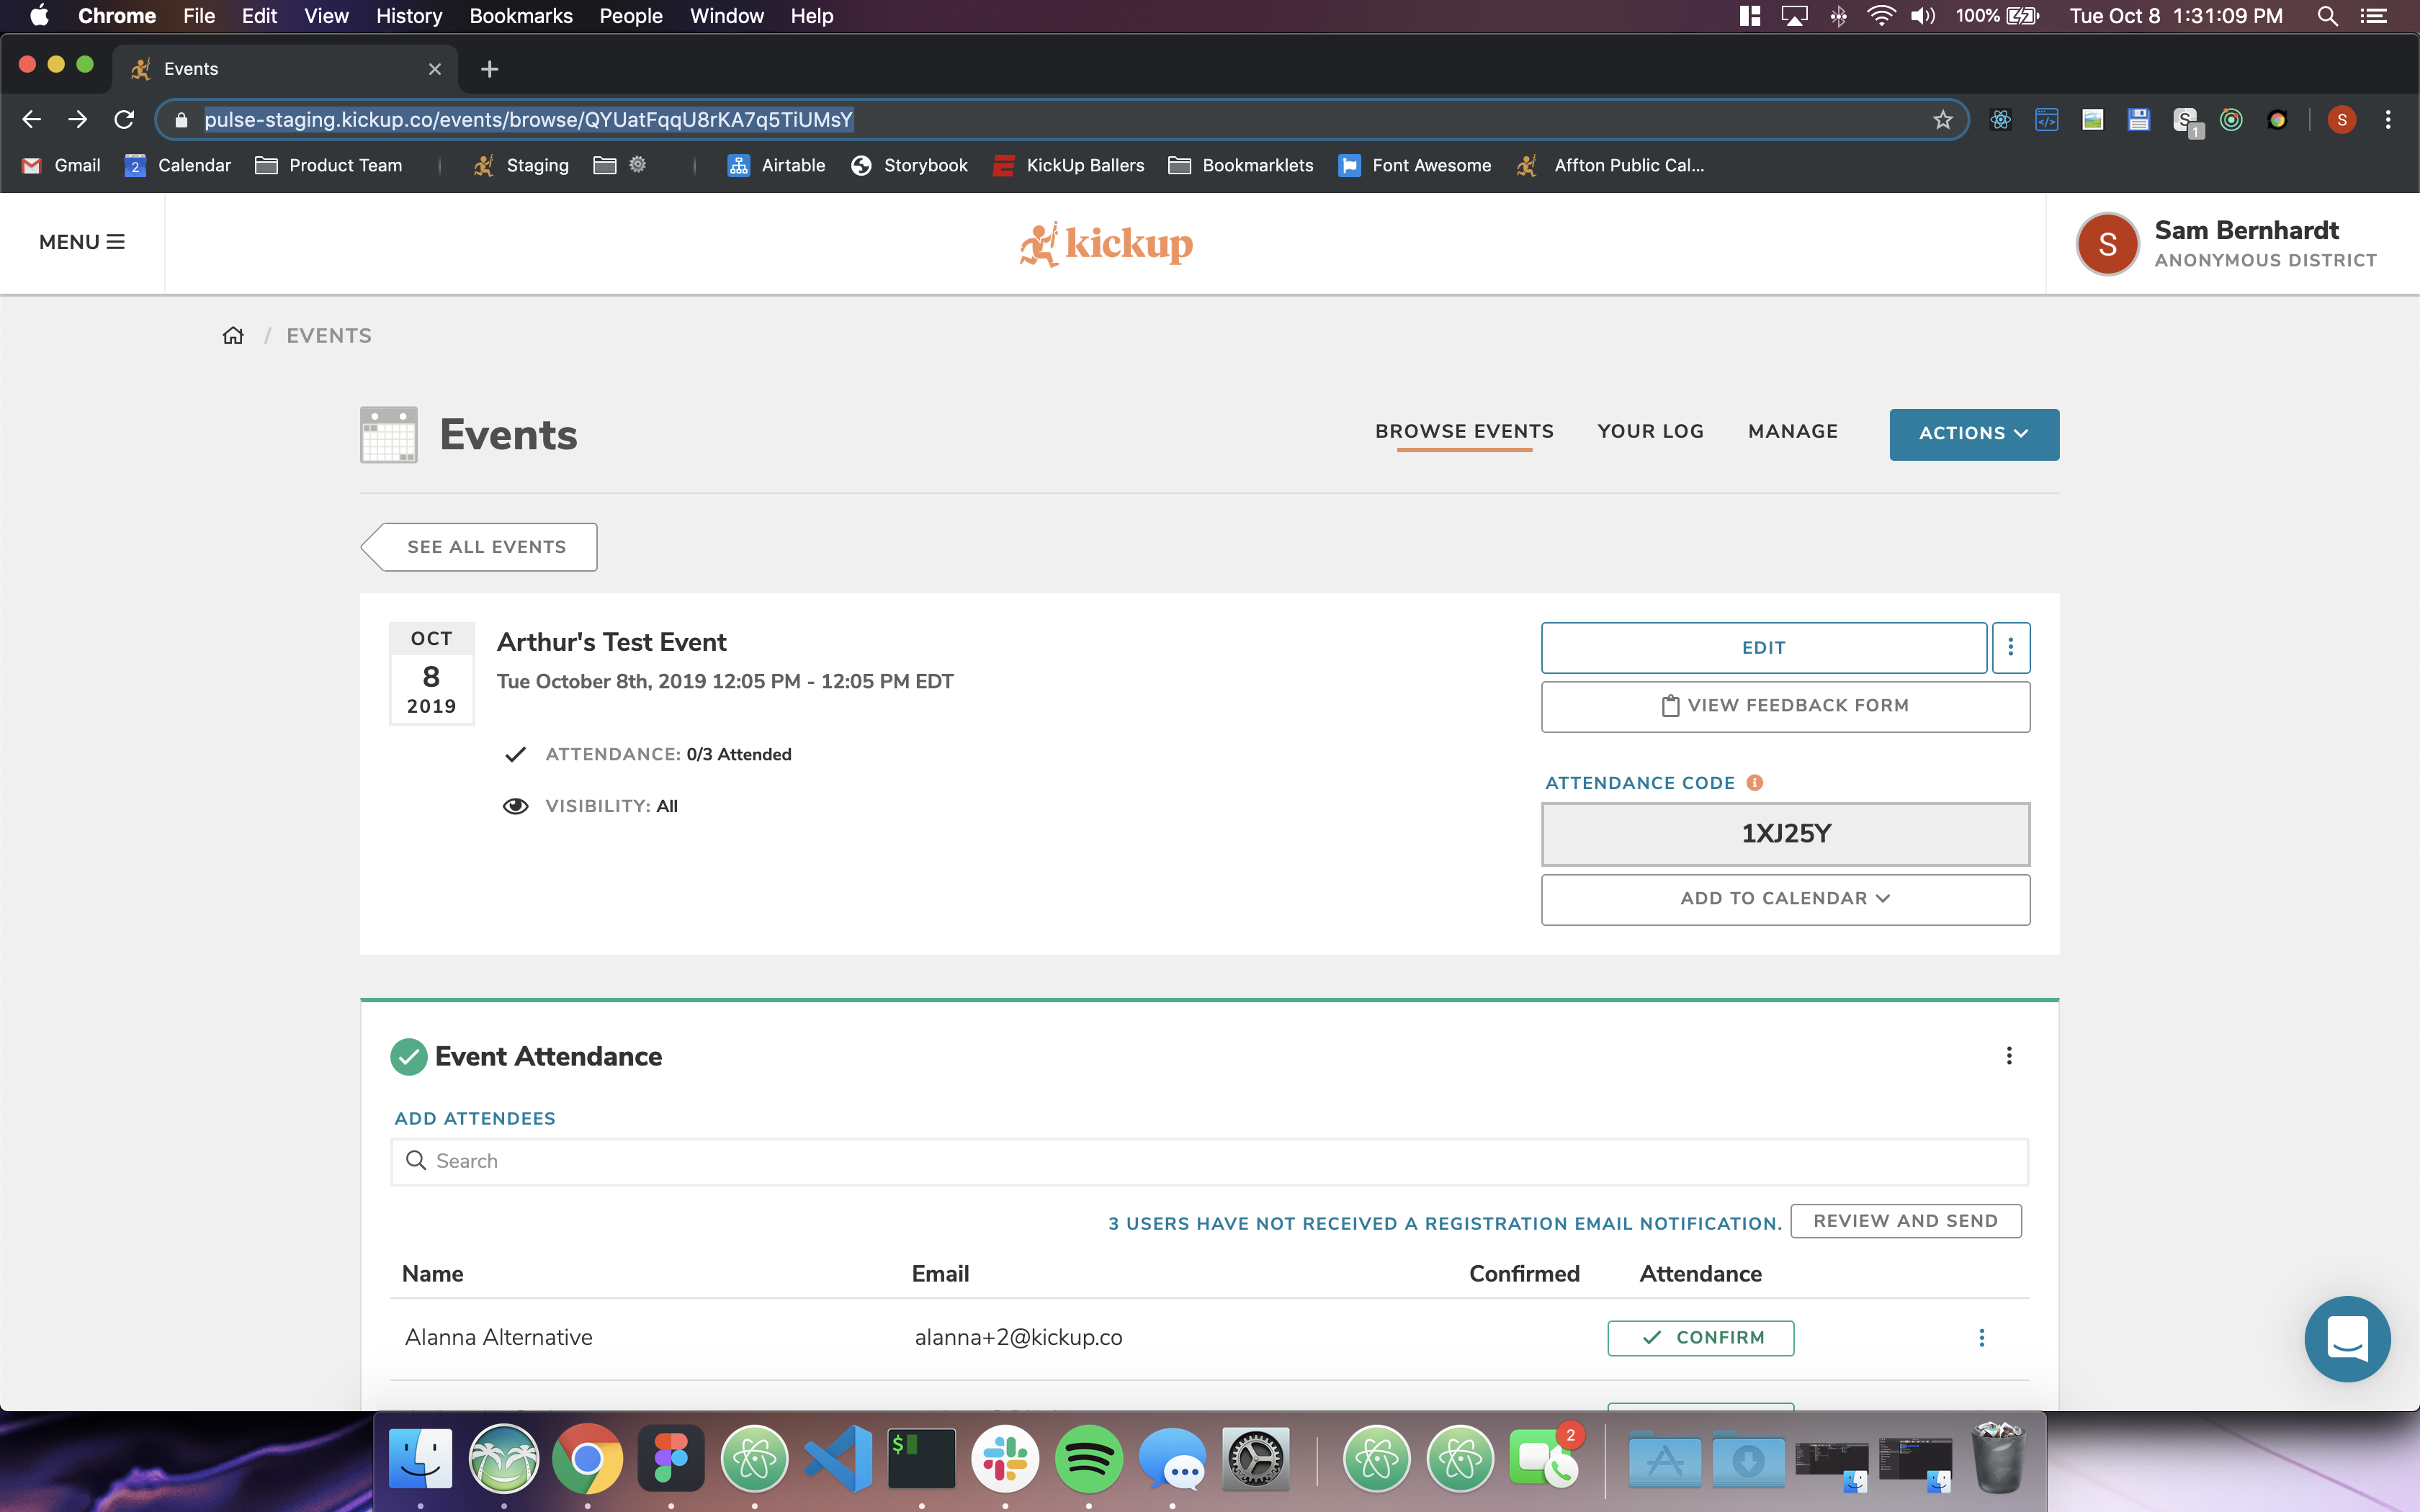 Chrome File Edit View History Bookmarks People Window Help 100% Tue Oct 8 1:31:09 PM
Events
pulse-staging.kickup.co/events/browse/QYUatFqqU8rKA7q5TiUMsY S 1 S
Gmail 2 Calendar Product Team Staging Airtable Storybook KickUp Ballers Bookmarklets Font Awesome Affton Public Cal...
MENU kickup S Sam Bernhardt
ANONYMOUS DISTRICT
/ EVENTS
Events BROWSE EVENTS YOUR LOG MANAGE ACTIONS
SEE ALL EVENTS
OCT
8
2019
Arthur's Test Event
Tue October 8th, 2019 12:05 PM - 12:05 PM EDT
ATTENDANCE: 0/3 Attended
VISIBILITY: All
EDIT
VIEW FEEDBACK FORM
ATTENDANCE CODE
1XJ25Y
ADD TO CALENDAR
Event Attendance
ADD ATTENDEES
Search
3 USERS HAVE NOT RECEIVED A REGISTRATION EMAIL NOTIFICATION. REVIEW AND SEND
Name Email Confirmed Attendance
Alanna Alternative alanna+2@kickup.co CONFIRM
$ 2